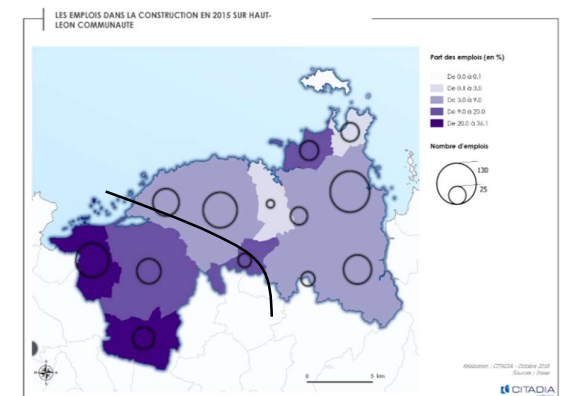 LES EMPLOIS DANS LA CONSTRUCTION EN 2015 SUR HAUT-
LEON COMMUNAUTE
Part des emplois (en %)
De 0,0 à 0,1
De 0,1 à 3,0
De 3,0 à 9,0
De 9,0 à 20,0
De 20,0 à 36,1
Nombre d'emplois
130
25
0 5 km
Réalisation : CITADIA - Octobre 2018
Sources : Insee
CITADIA